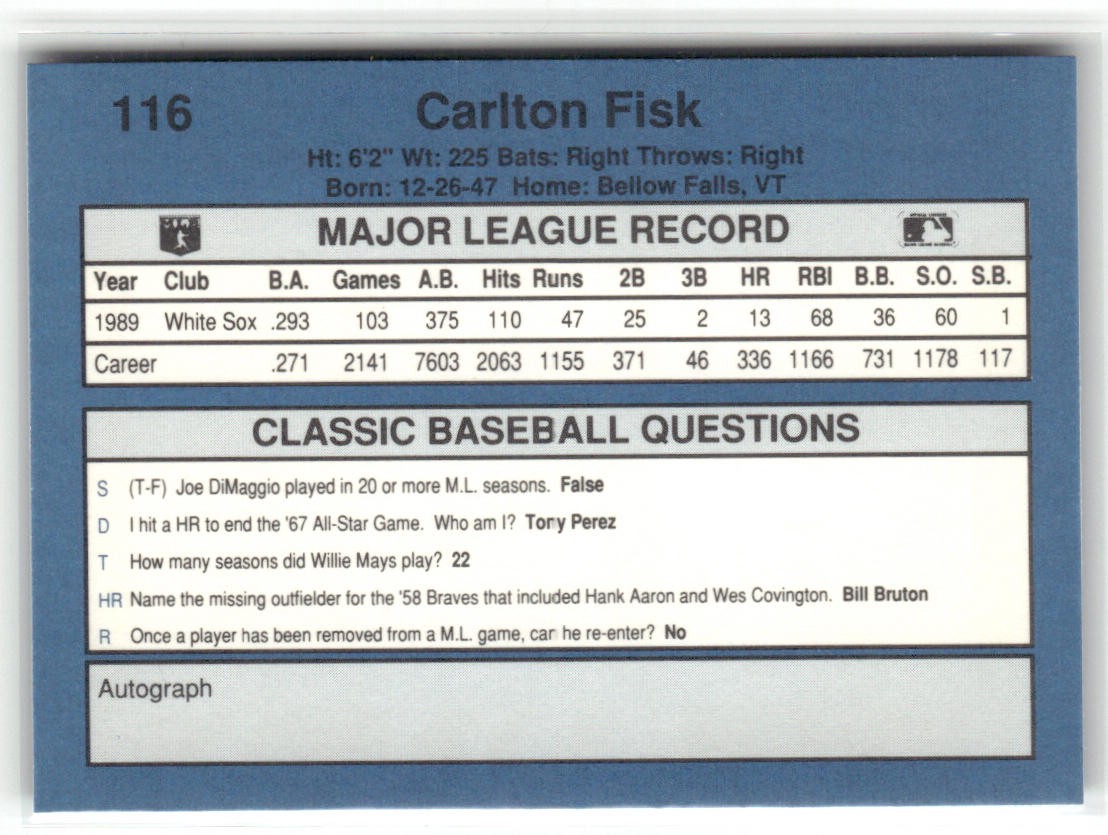 116 Carlton Fisk
Ht: 6'2" Wt: 225 Bats: Right Throws: Right
Born: 12-26-47 Home: Bellow Falls, VT
MAJOR LEAGUE RECORD
Year Club B.A. Games A.B. Hits Runs 2B 3B HR RBI B.B. S.O. S.B.
1989 White Sox .293 103 375 110 47 25 2 13 68 36 60 1
Career .271 2141 7603 2063 1155 371 46 336 1166 731 1178 117
CLASSIC BASEBALL QUESTIONS
S (T-F) Joe DiMaggio played in 20 or more M.L. seasons. False
D I hit a HR to end the '67 All-Star Game. Who am I? Tony Perez
T How many seasons did Willie Mays play? 22
HR Name the missing outfielder for the '58 Braves that included Hank Aaron and Wes Covington. Bill Bruton
R Once a player has been removed from a M.L. game, can he re-enter? No
Autograph